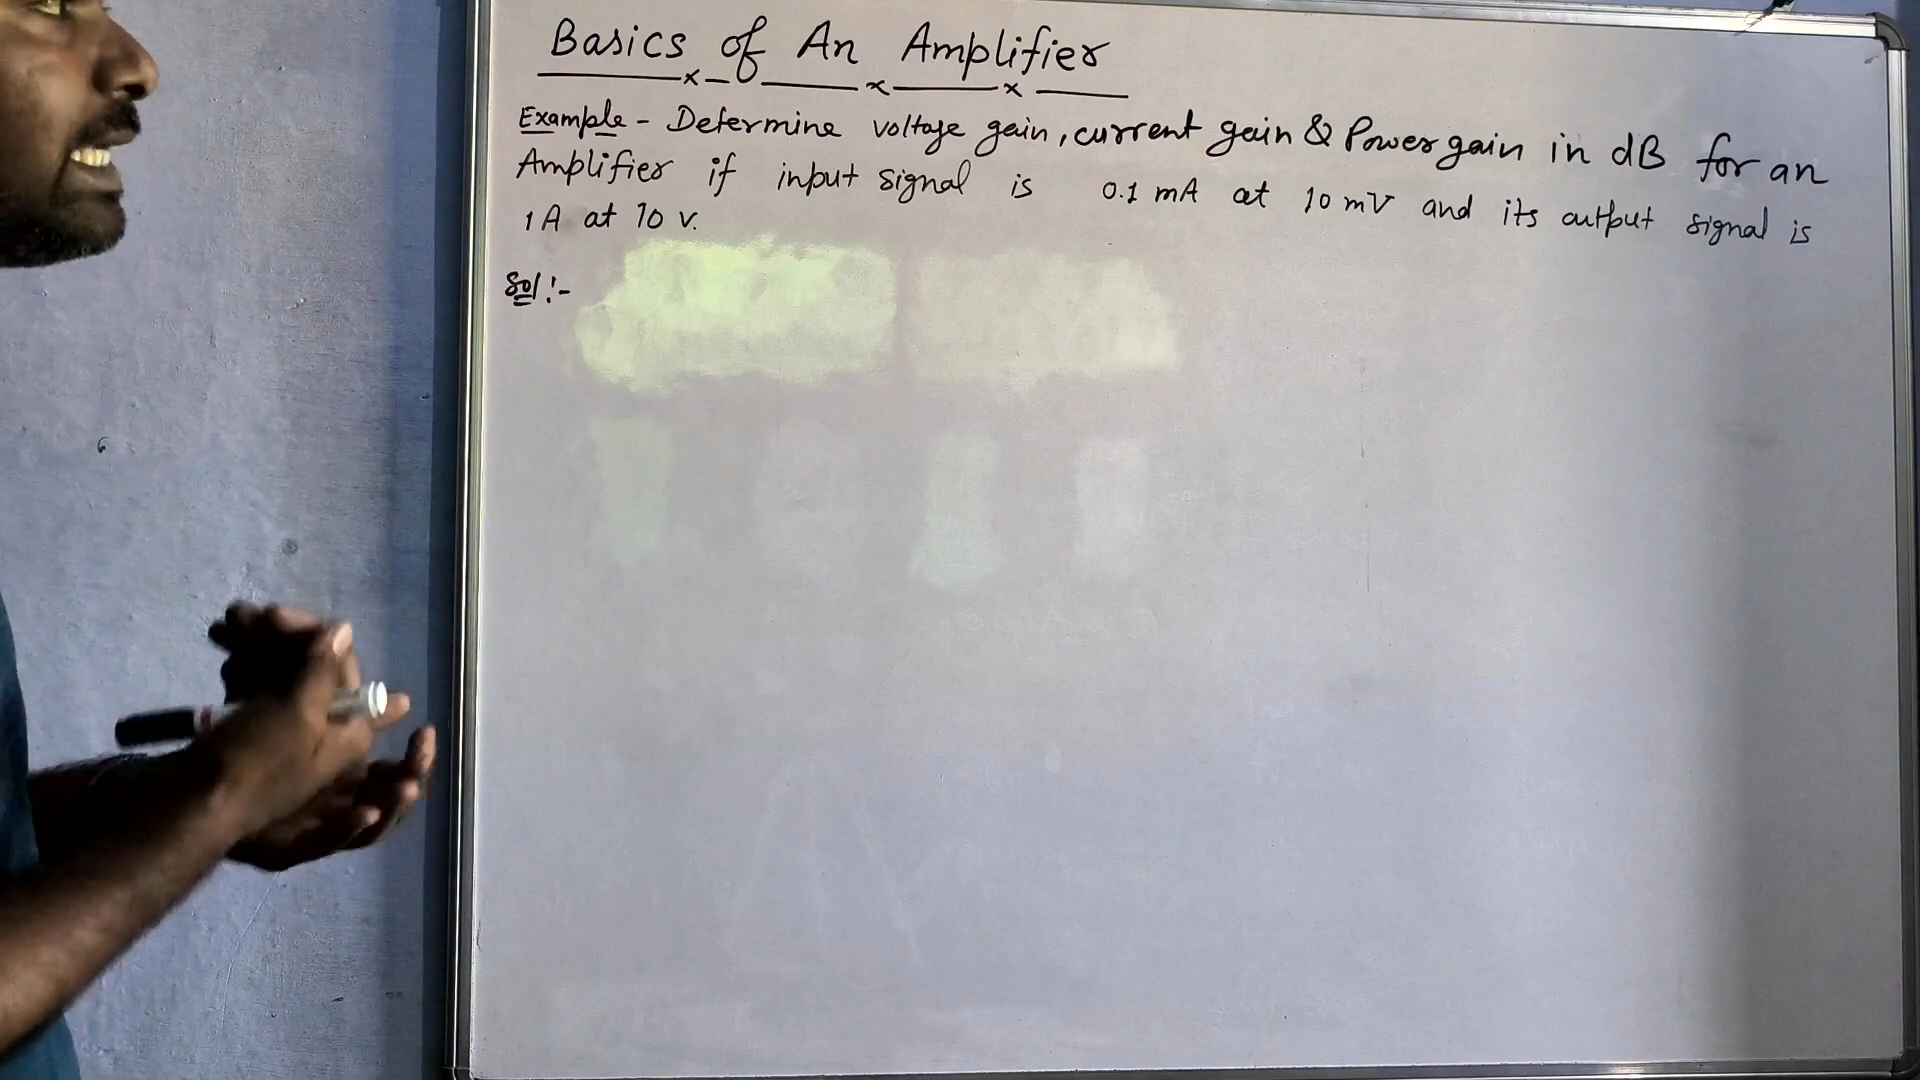 Basics of An Amplifier
Example - Determine voltage gain, current gain & Power gain in dB for an
Amplifier if input signal is 0.1 mA at 10 mV and its output signal is
1 A at 10 V.
Sol :-